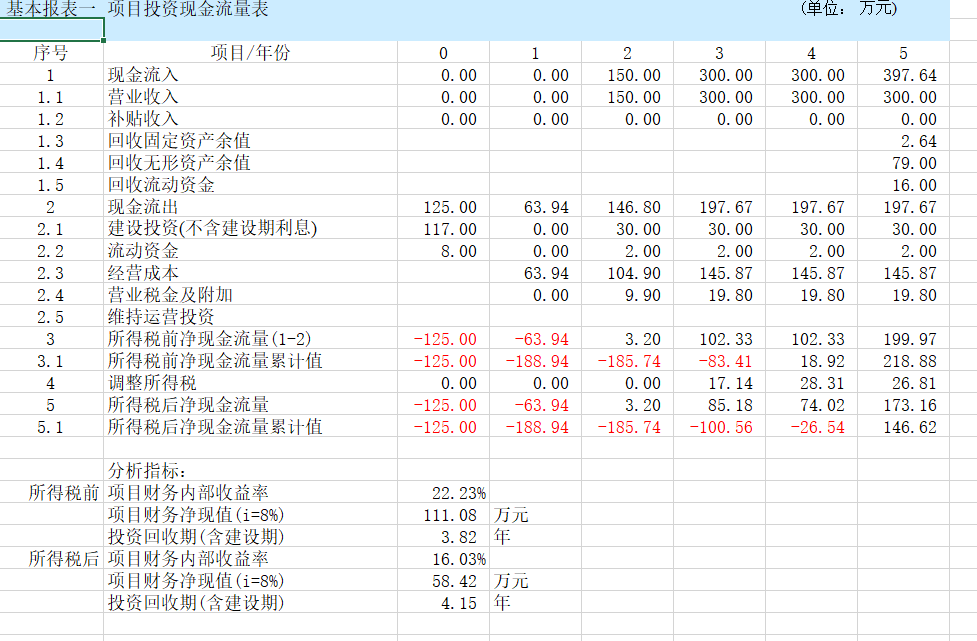 基本报表一 项目投资现金流量表 (单位: 万元)
序号 项目/年份 0 1 2 3 4 5
1 现金流入 0.00 0.00 150.00 300.00 300.00 397.64
1.1 营业收入 0.00 0.00 150.00 300.00 300.00 300.00
1.2 补贴收入 0.00 0.00 0.00 0.00 0.00 0.00
1.3 回收固定资产余值 2.64
1.4 回收无形资产余值 79.00
1.5 回收流动资金 16.00
2 现金流出 125.00 63.94 146.80 197.67 197.67 197.67
2.1 建设投资(不含建设期利息) 117.00 0.00 30.00 30.00 30.00 30.00
2.2 流动资金 8.00 0.00 2.00 2.00 2.00 2.00
2.3 经营成本 63.94 104.90 145.87 145.87 145.87
2.4 营业税金及附加 0.00 9.90 19.80 19.80 19.80
2.5 维持运营投资
3 所得税前净现金流量(1-2) -125.00 -63.94 3.20 102.33 102.33 199.97
3.1 所得税前净现金流量累计值 -125.00 -188.94 -185.74 -83.41 18.92 218.88
4 调整所得税 0.00 0.00 0.00 17.14 28.31 26.81
5 所得税后净现金流量 -125.00 -63.94 3.20 85.18 74.02 173.16
5.1 所得税后净现金流量累计值 -125.00 -188.94 -185.74 -100.56 -26.54 146.62
分析指标:
所得税前 项目财务内部收益率 22.23%
项目财务净现值(i=8%) 111.08 万元
投资回收期(含建设期) 3.82 年
所得税后 项目财务内部收益率 16.03%
项目财务净现值(i=8%) 58.42 万元
投资回收期(含建设期) 4.15 年